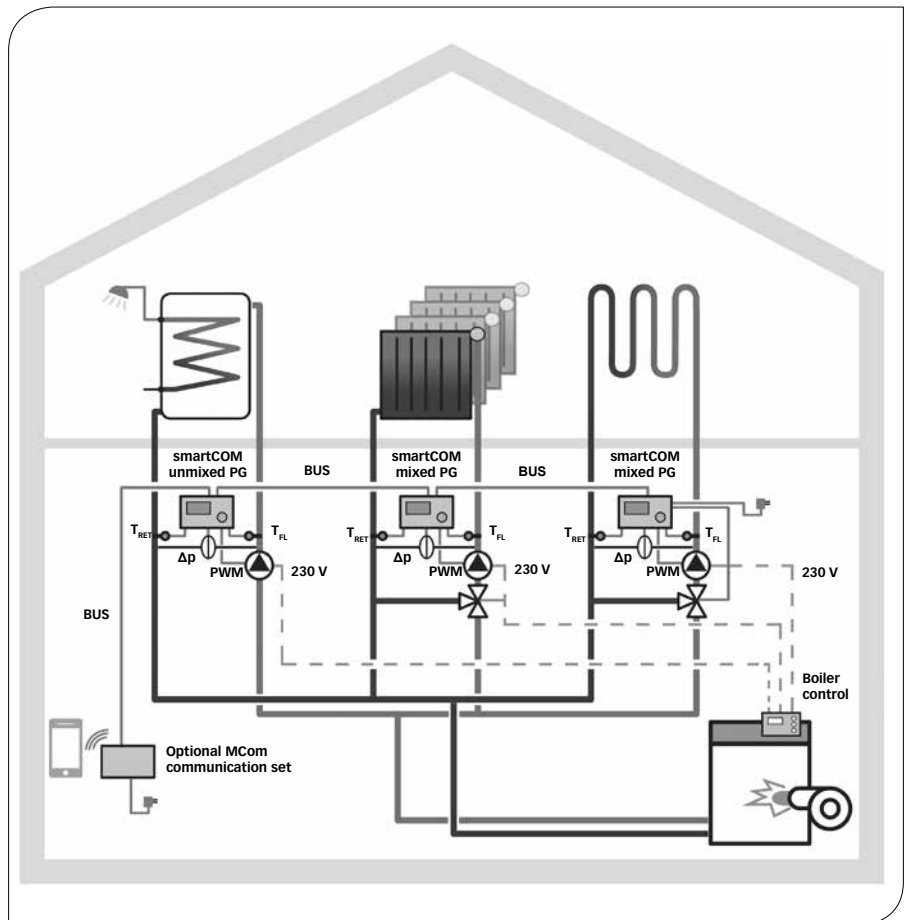 smartCOM
unmixed PG
BUS
smartCOM
mixed PG
BUS
smartCOM
mixed PG
TRET
TFL
TRET
TFL
TRET
TFL
Δp
PWM
230 V
Δp
PWM
230 V
Δp
PWM
230 V
BUS
Boiler
control
Optional MCom
communication set